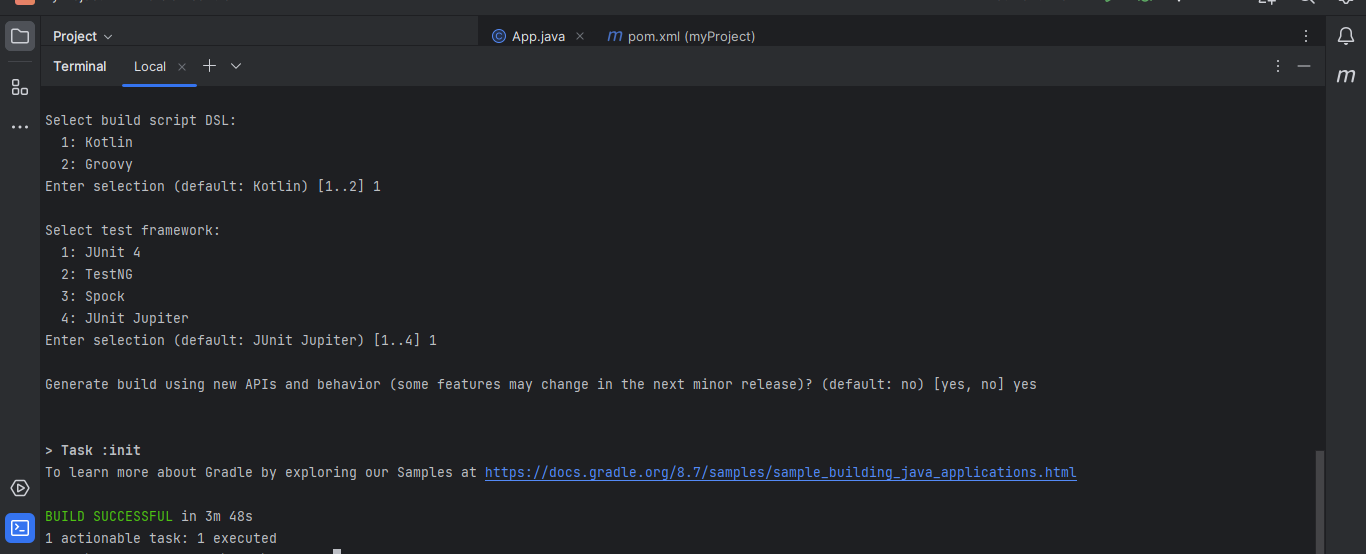 Project
App.java
pom.xml (myProject)
Terminal
Local
Select build script DSL:
1: Kotlin
2: Groovy
Enter selection (default: Kotlin) [1..2] 1
Select test framework:
1: JUnit 4
2: TestNG
3: Spock
4: JUnit Jupiter
Enter selection (default: JUnit Jupiter) [1..4] 1
Generate build using new APIs and behavior (some features may change in the next minor release)? (default: no) [yes, no] yes
> Task :init
To learn more about Gradle by exploring our Samples at https://docs.gradle.org/8.7/samples/sample_building_java_applications.html
BUILD SUCCESSFUL in 3m 48s
1 actionable task: 1 executed